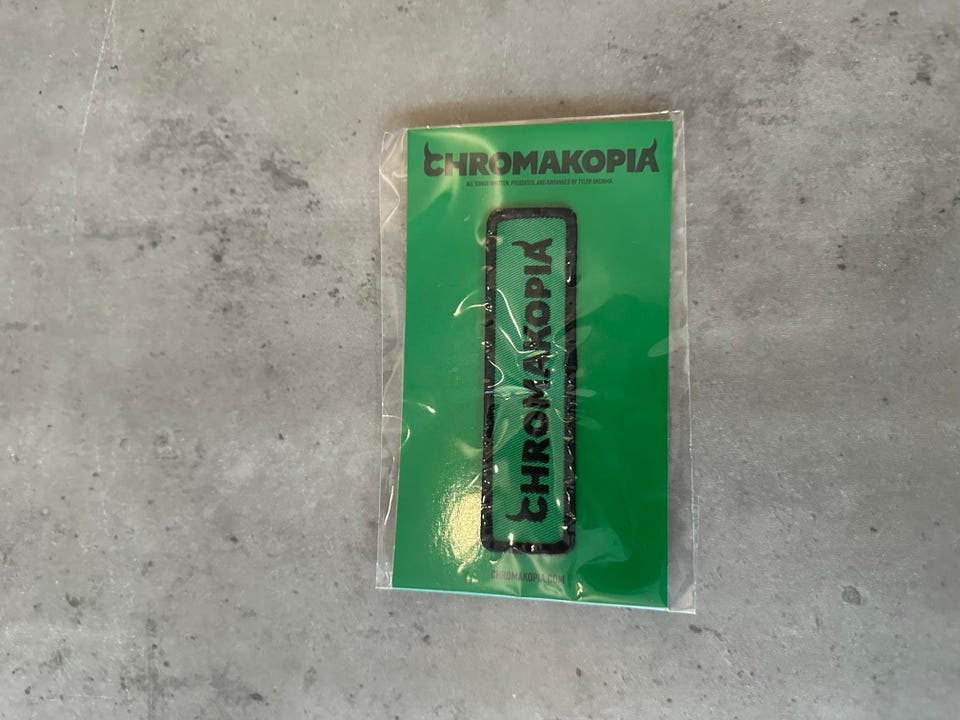 CHROMAKOPIA
ALL SONGS WRITTEN, PRODUCED, AND ARRANGED BY TYLER OKONMA
CHROMAKOPIA
CHROMAKOPIA.COM